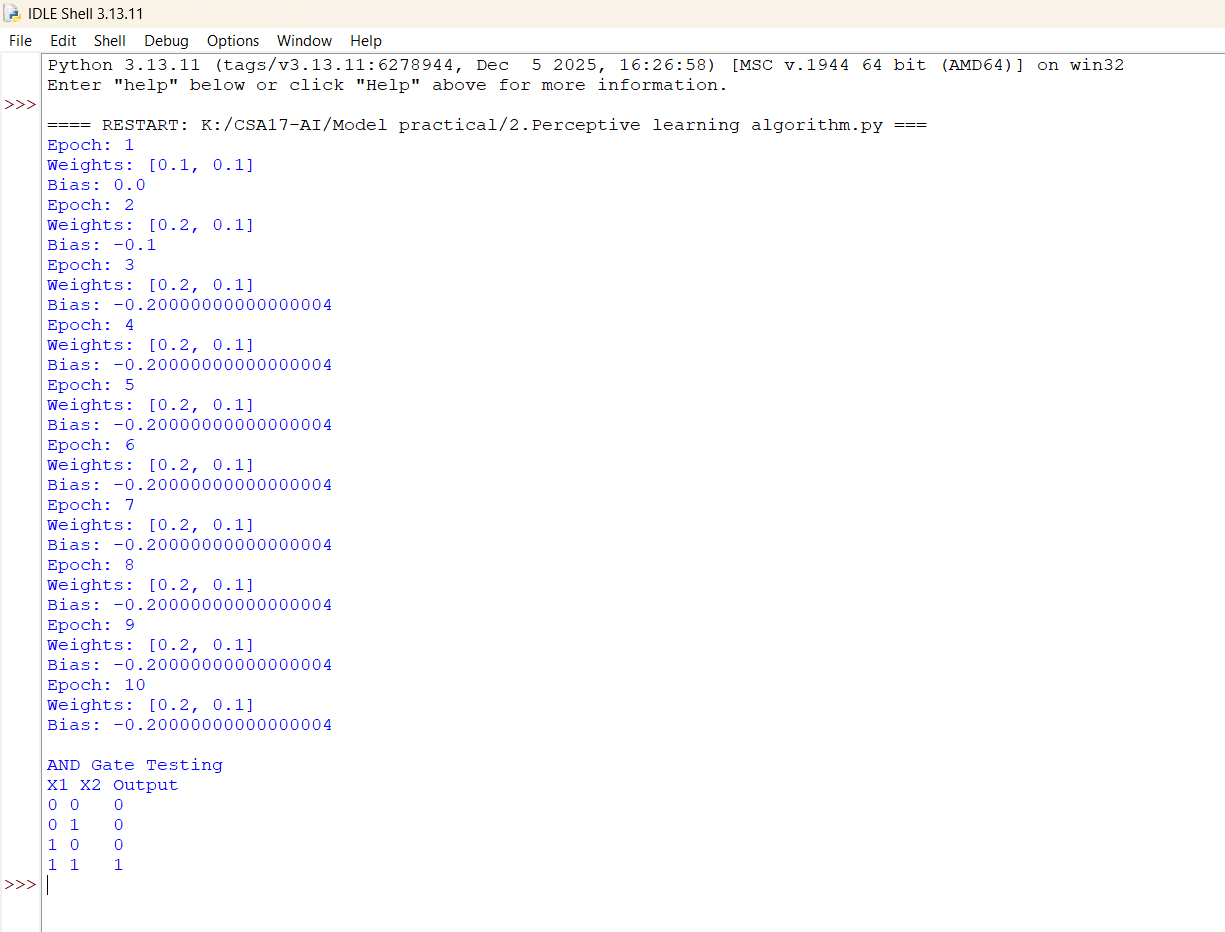 IDLE Shell 3.13.11
File Edit Shell Debug Options Window Help
Python 3.13.11 (tags/v3.13.11:6278944, Dec  5 2025, 16:26:58) [MSC v.1944 64 bit (AMD64)] on win32
Enter "help" below or click "Help" above for more information.
>>>
==== RESTART: K:/CSA17-AI/Model practical/2.Perceptive learning algorithm.py ===
Epoch: 1
Weights: [0.1, 0.1]
Bias: 0.0
Epoch: 2
Weights: [0.2, 0.1]
Bias: -0.1
Epoch: 3
Weights: [0.2, 0.1]
Bias: -0.20000000000000004
Epoch: 4
Weights: [0.2, 0.1]
Bias: -0.20000000000000004
Epoch: 5
Weights: [0.2, 0.1]
Bias: -0.20000000000000004
Epoch: 6
Weights: [0.2, 0.1]
Bias: -0.20000000000000004
Epoch: 7
Weights: [0.2, 0.1]
Bias: -0.20000000000000004
Epoch: 8
Weights: [0.2, 0.1]
Bias: -0.20000000000000004
Epoch: 9
Weights: [0.2, 0.1]
Bias: -0.20000000000000004
Epoch: 10
Weights: [0.2, 0.1]
Bias: -0.20000000000000004
AND Gate Testing
X1 X2 Output
0 0   0
0 1   0
1 0   0
1 1   1
>>>